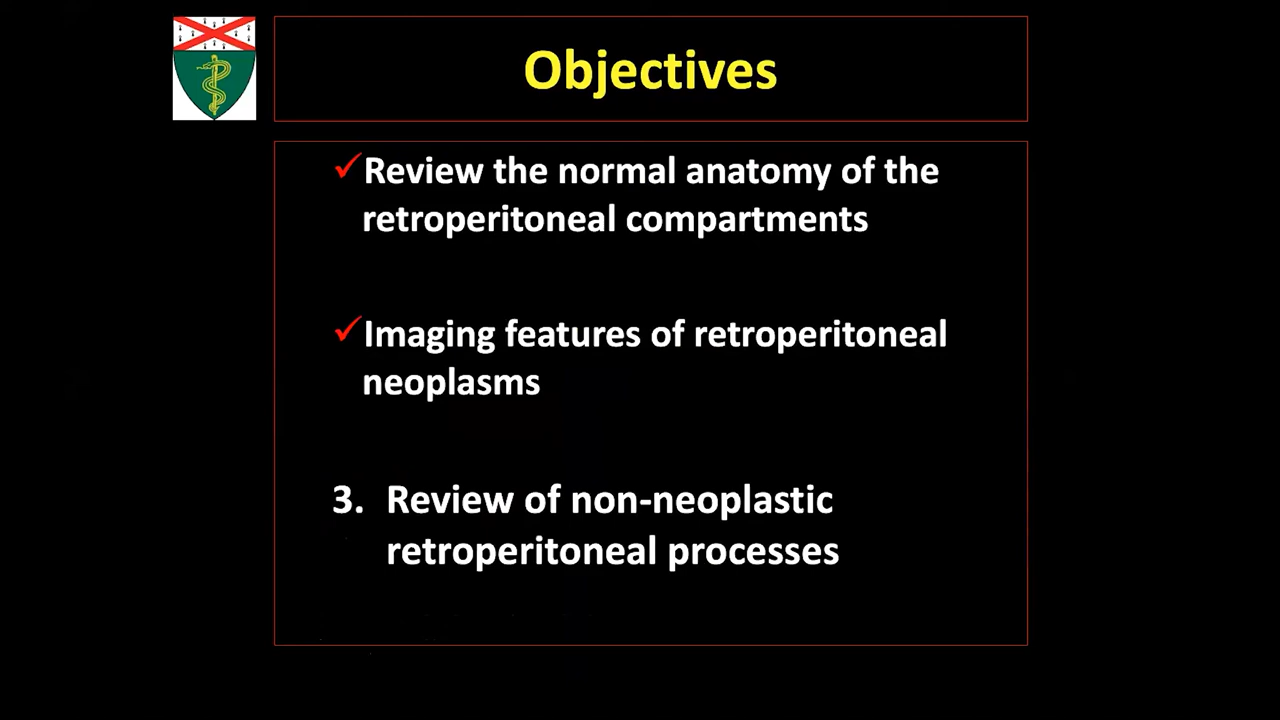 Objectives
✓Review the normal anatomy of the
retroperitoneal compartments
✓Imaging features of retroperitoneal
neoplasms
3. Review of non-neoplastic
retroperitoneal processes